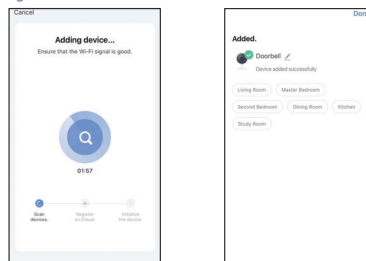 Cancel
Adding device...
Ensure that the Wi-Fi signal is good.
01:57
Scan
devices.
Register
on Cloud.
Initialize
the device.
Don
Added.
Doorbell
Device added successfully
Living Room
Master Bedroom
Second Bedroom
Dining Room
Kitchen
Study Room